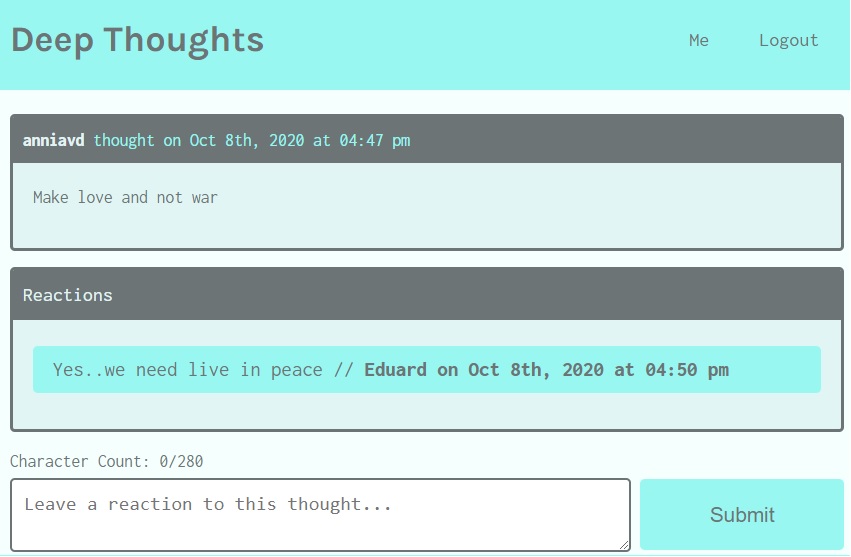 Deep Thoughts
Me Logout
anniavd thought on Oct 8th, 2020 at 04:47 pm
Make love and not war
Reactions
Yes..we need live in peace // Eduard on Oct 8th, 2020 at 04:50 pm
Character Count: 0/280
Leave a reaction to this thought...
Submit